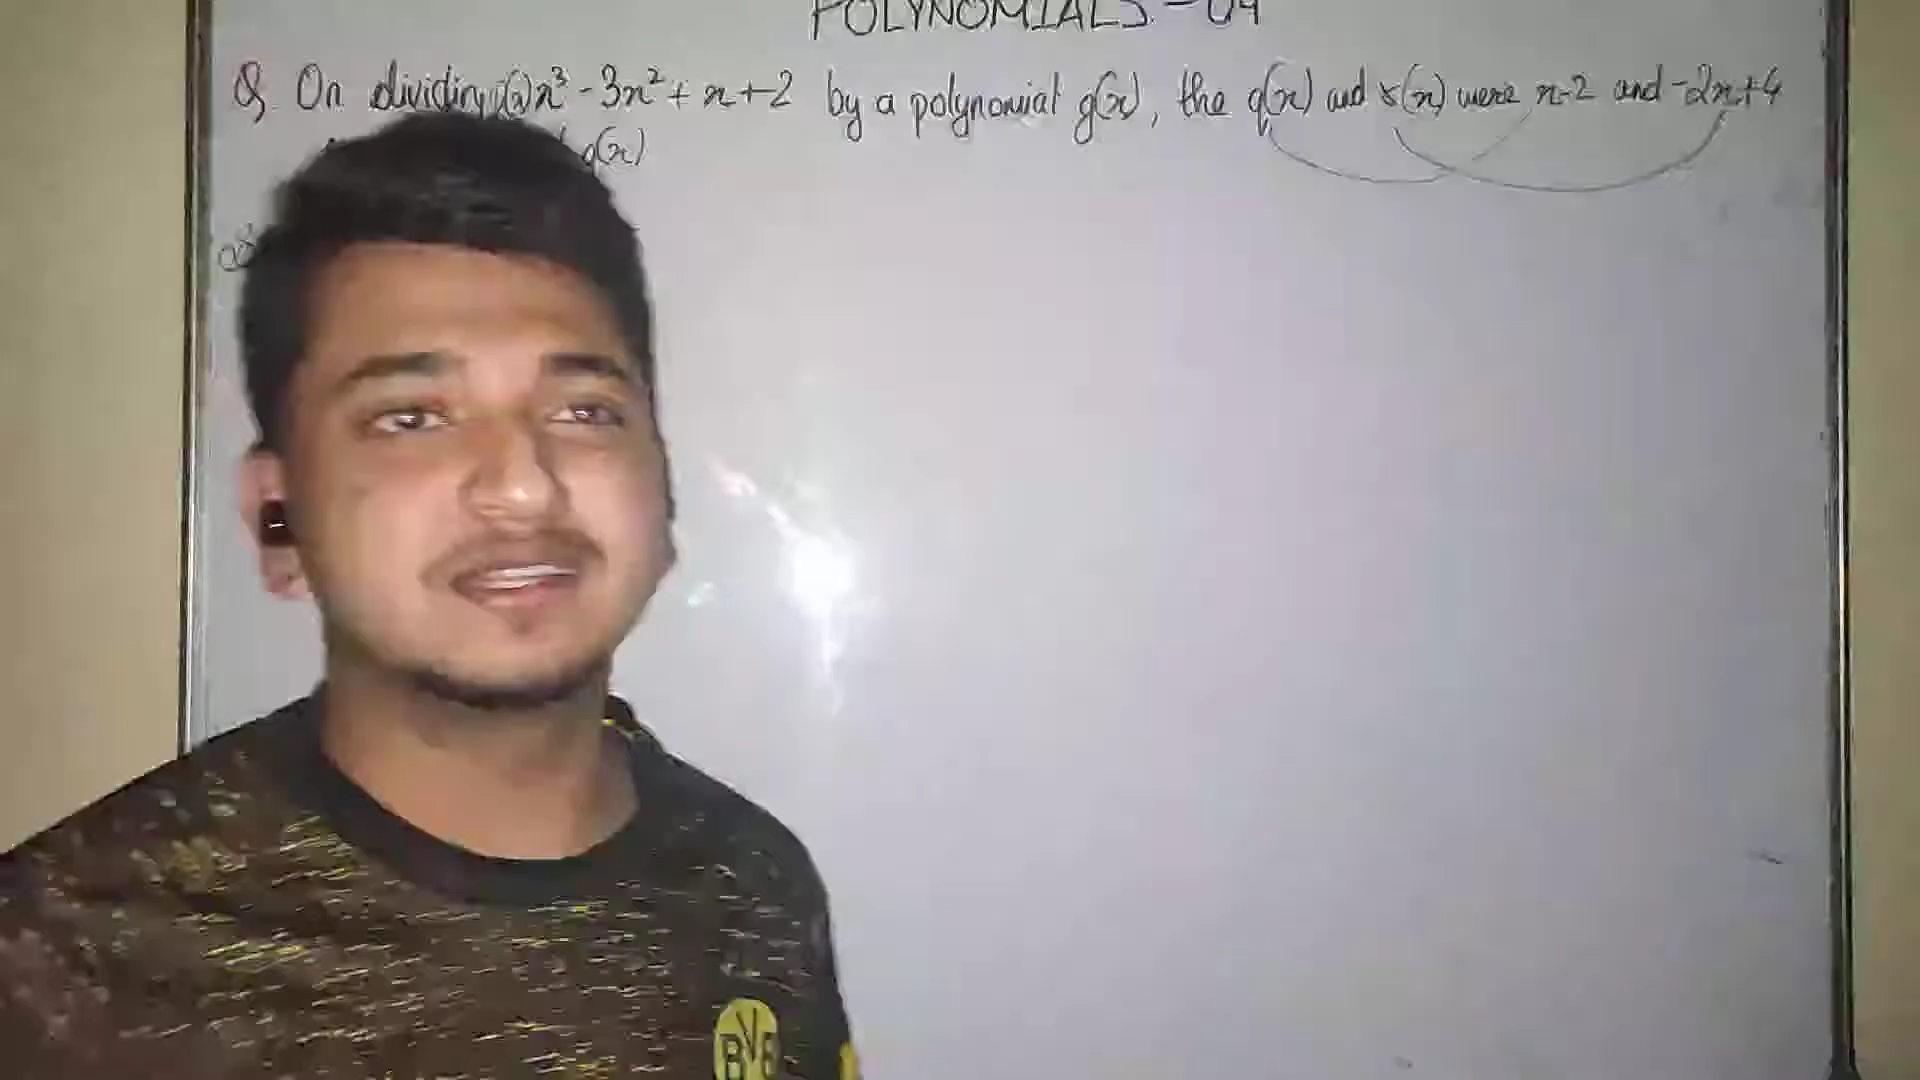 POLYNOMIALS - 04
Q. On dividing p(x) x³ - 3x² + x + 2 by a polynomial g(x), the q(x) and r(x) were x-2 and -2x+4
g(x)
BVB